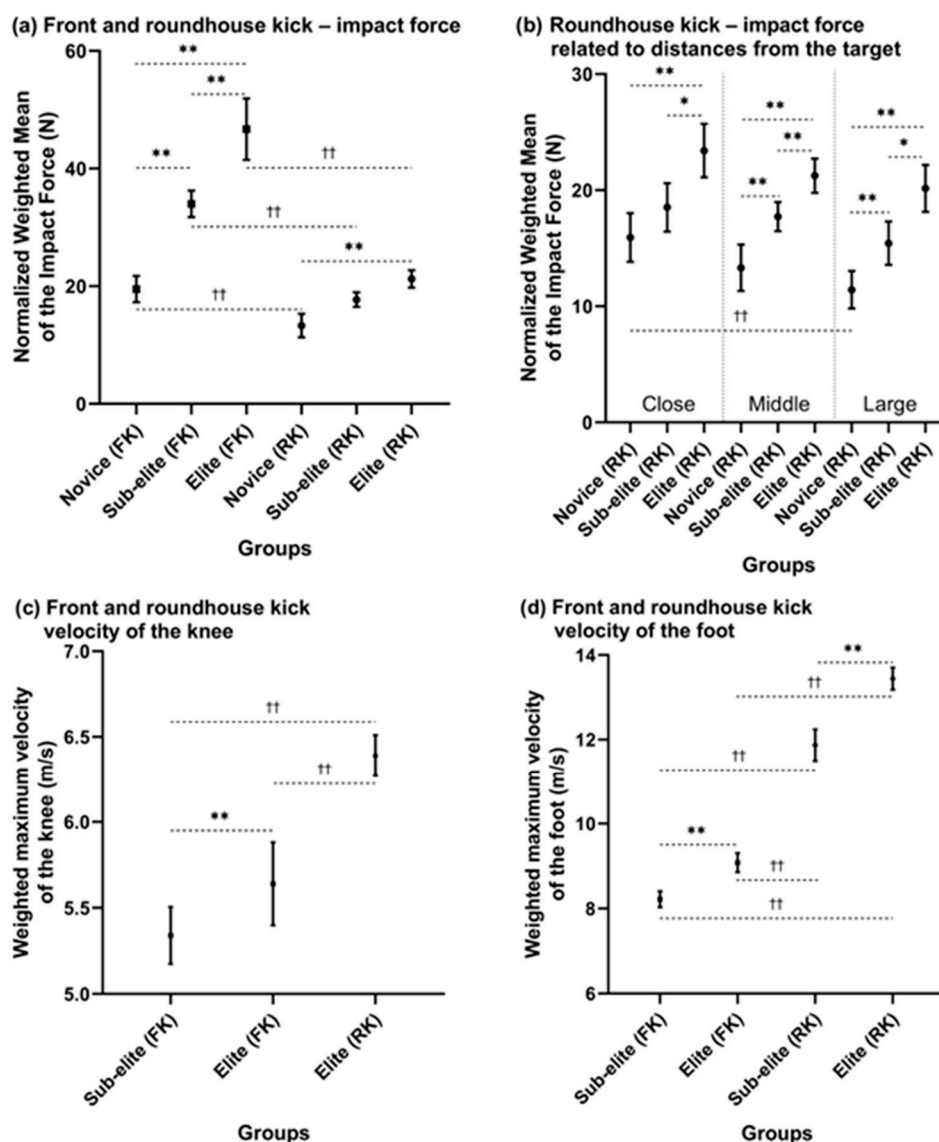 (a) Front and roundhouse kick – impact force
Normalized Weighted Mean
of the Impact Force (N)
60
40
20
0
**
**
**
††
††
**
††
Novice (FK)
Sub-elite (FK)
Elite (FK)
Novice (RK)
Sub-elite (RK)
Elite (RK)
Groups
(b) Roundhouse kick – impact force
related to distances from the target
Normalized Weighted Mean
of the Impact Force (N)
30
20
10
0
**
*
**
**
**
**
*
**
††
Close
Middle
Large
Novice (RK)
Sub-elite (RK)
Elite (RK)
Novice (RK)
Sub-elite (RK)
Elite (RK)
Novice (RK)
Sub-elite (RK)
Elite (RK)
Groups
(c) Front and roundhouse kick
velocity of the knee
Weighted maximum velocity
of the knee (m/s)
7.0
6.5
6.0
5.5
5.0
††
††
**
Sub-elite (FK)
Elite (FK)
Elite (RK)
Groups
(d) Front and roundhouse kick
velocity of the foot
Weighted maximum velocity
of the foot (m/s)
14
12
10
8
6
**
††
††
**
††
††
Sub-elite (FK)
Elite (FK)
Sub-elite (RK)
Elite (RK)
Groups